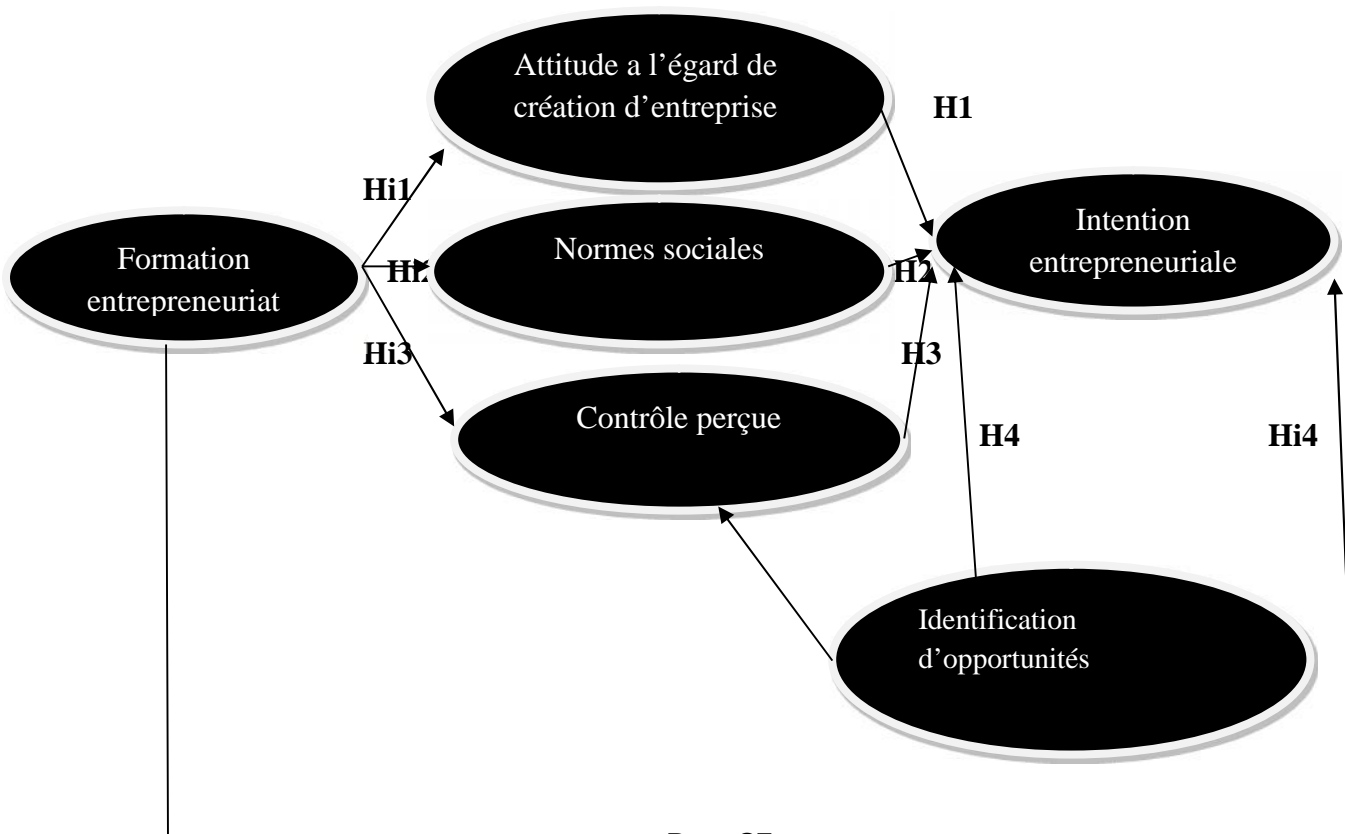 Attitude a l’égard de
création d’entreprise
H1
Hi1
Intention
entrepreneuriale
Normes sociales
Formation
entrepreneuriat
H2
Hi3
H3
Contrôle perçue
H4
Hi4
Identification
d’opportunités